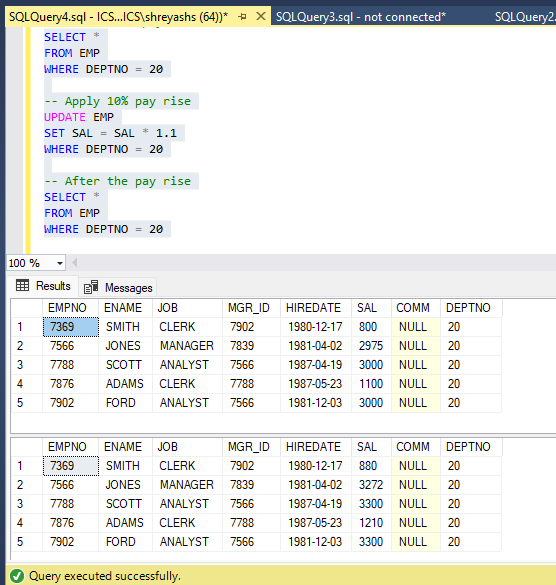 SQLQuery4.sql - ICS...ICS\shreyashs (64))* SQLQuery3.sql - not connected* SQLQuery2.
SELECT *
FROM EMP
WHERE DEPTNO = 20
-- Apply 10% pay rise
UPDATE EMP
SET SAL = SAL * 1.1
WHERE DEPTNO = 20
-- After the pay rise
SELECT *
FROM EMP
WHERE DEPTNO = 20
100 %
Results Messages
EMPNO ENAME JOB MGR_ID HIREDATE SAL COMM DEPTNO
1 7369 SMITH CLERK 7902 1980-12-17 800 NULL 20
2 7566 JONES MANAGER 7839 1981-04-02 2975 NULL 20
3 7788 SCOTT ANALYST 7566 1987-04-19 3000 NULL 20
4 7876 ADAMS CLERK 7788 1987-05-23 1100 NULL 20
5 7902 FORD ANALYST 7566 1981-12-03 3000 NULL 20
EMPNO ENAME JOB MGR_ID HIREDATE SAL COMM DEPTNO
1 7369 SMITH CLERK 7902 1980-12-17 880 NULL 20
2 7566 JONES MANAGER 7839 1981-04-02 3272 NULL 20
3 7788 SCOTT ANALYST 7566 1987-04-19 3300 NULL 20
4 7876 ADAMS CLERK 7788 1987-05-23 1210 NULL 20
5 7902 FORD ANALYST 7566 1981-12-03 3300 NULL 20
Query executed successfully.